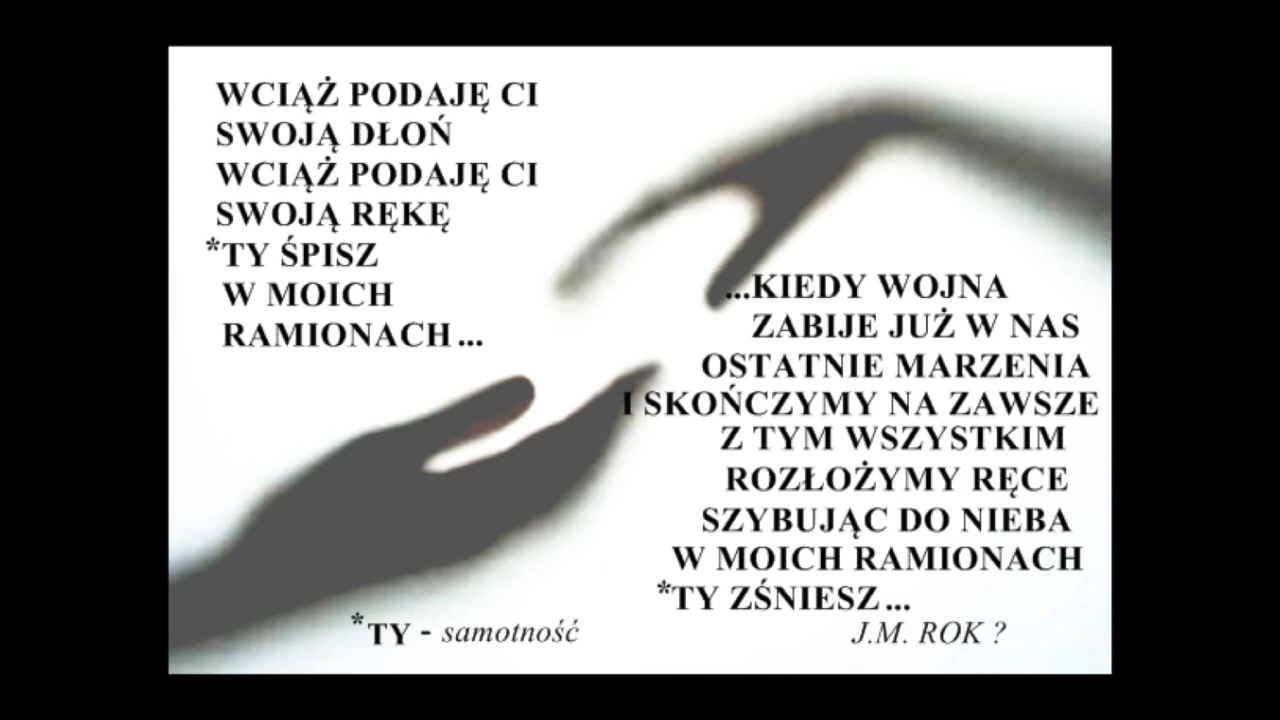 WCIĄŻ PODAJĘ CI
SWOJĄ DŁOŃ
WCIĄŻ PODAJĘ CI
SWOJĄ RĘKĘ
*TY ŚPISZ
W MOICH
RAMIONACH...
...KIEDY WOJNA
ZABIJE JUŻ W NAS
OSTATNIE MARZENIA
I SKOŃCZYMY NA ZAWSZE
Z TYM WSZYSTKIM
ROZŁOŻYMY RĘCE
SZYBUJĄC DO NIEBA
W MOICH RAMIONACH
*TY ZŚNIESZ...
*TY - samotność
J.M. ROK ?